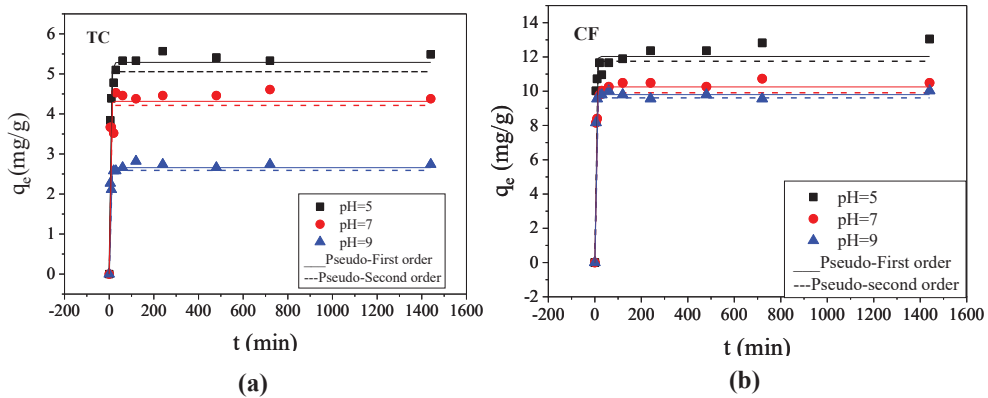 TC
q_e (mg/g)
6
5
4
3
2
1
0
-200 0 200 400 600 800 1000 1200 1400 1600
t (min)
pH=5
pH=7
pH=9
___Pseudo-First order
---Pseudo-Second order
(a)
CF
q_e (mg/g)
14
12
10
8
6
4
2
0
-2
-200 0 200 400 600 800 1000 1200 1400 1600
t (min)
pH=5
pH=7
pH=9
___Pseudo-First order
---Pseudo-second order
(b)